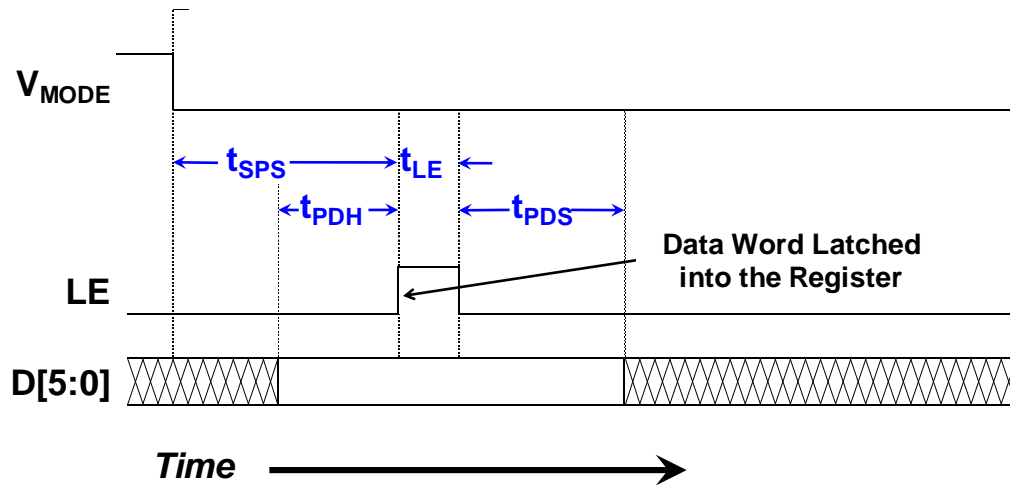 VMODE
tSPS
tLE
tPDH
tPDS
Data Word Latched
into the Register
LE
D[5:0]
Time